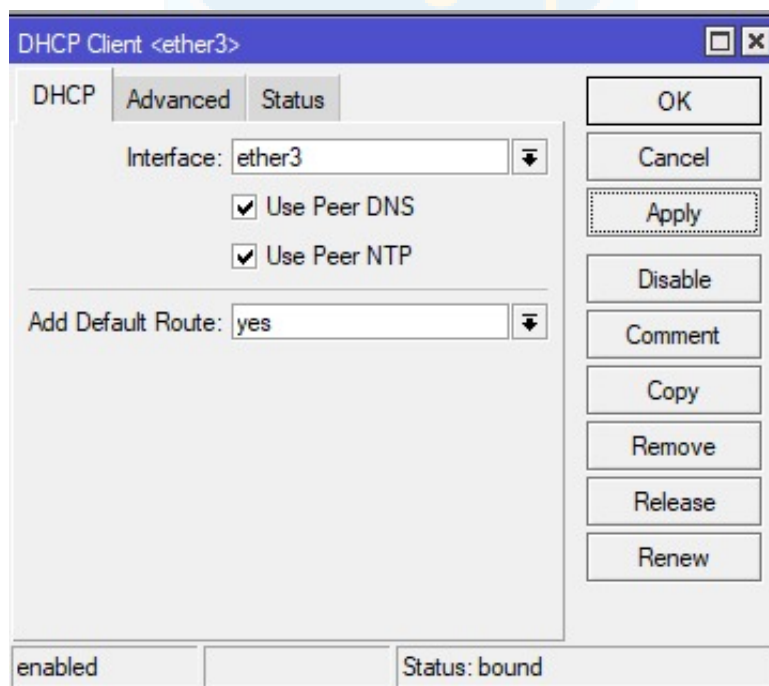 DHCP Client <ether3>
DHCP Advanced Status
Interface: ether3
Use Peer DNS
Use Peer NTP
Add Default Route: yes
OK
Cancel
Apply
Disable
Comment
Copy
Remove
Release
Renew
enabled
Status: bound